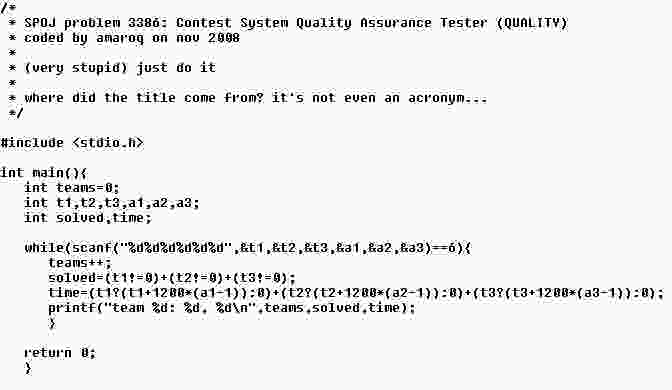 /*
 * SPOJ problem 3386: Contest System Quality Assurance Tester (QUALITY)
 * coded by amaroq on nov 2008
 *
 * (very stupid) just do it
 *
 * where did the title come from? it's not even an acronym...
 */

#include <stdio.h>

int main(){
   int teams=0;
   int t1,t2,t3,a1,a2,a3;
   int solved,time;

   while(scanf("%d%d%d%d%d%d",&t1,&t2,&t3,&a1,&a2,&a3)==6){
      teams++;
      solved=(t1!=0)+(t2!=0)+(t3!=0);
      time=(t1?(t1+1200*(a1-1)):0)+(t2?(t2+1200*(a2-1)):0)+(t3?(t3+1200*(a3-1)):0);
      printf("team %d: %d, %d\n",teams,solved,time);
      }

   return 0;
   }